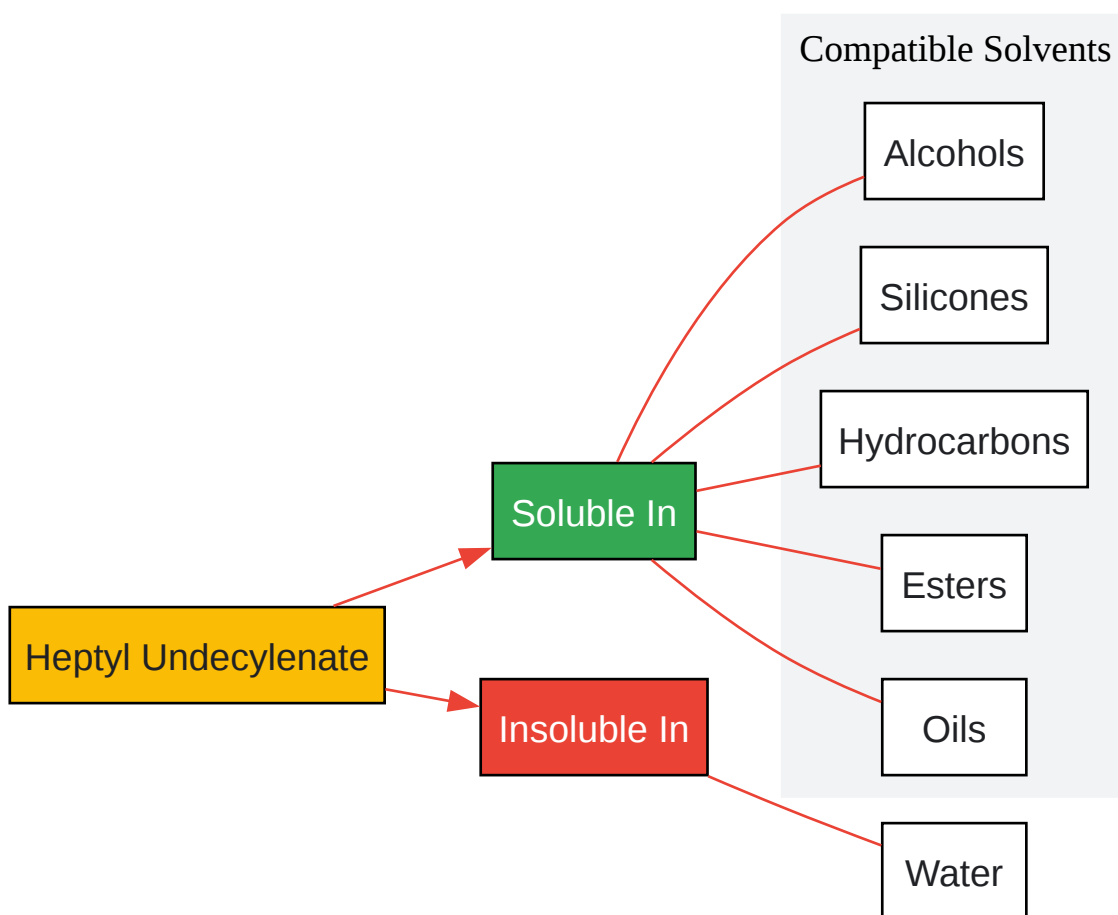 Compatible Solvents
Alcohols
Silicones
Hydrocarbons
Soluble In
Esters
Heptyl Undecylenate
Insoluble In
Oils
Water